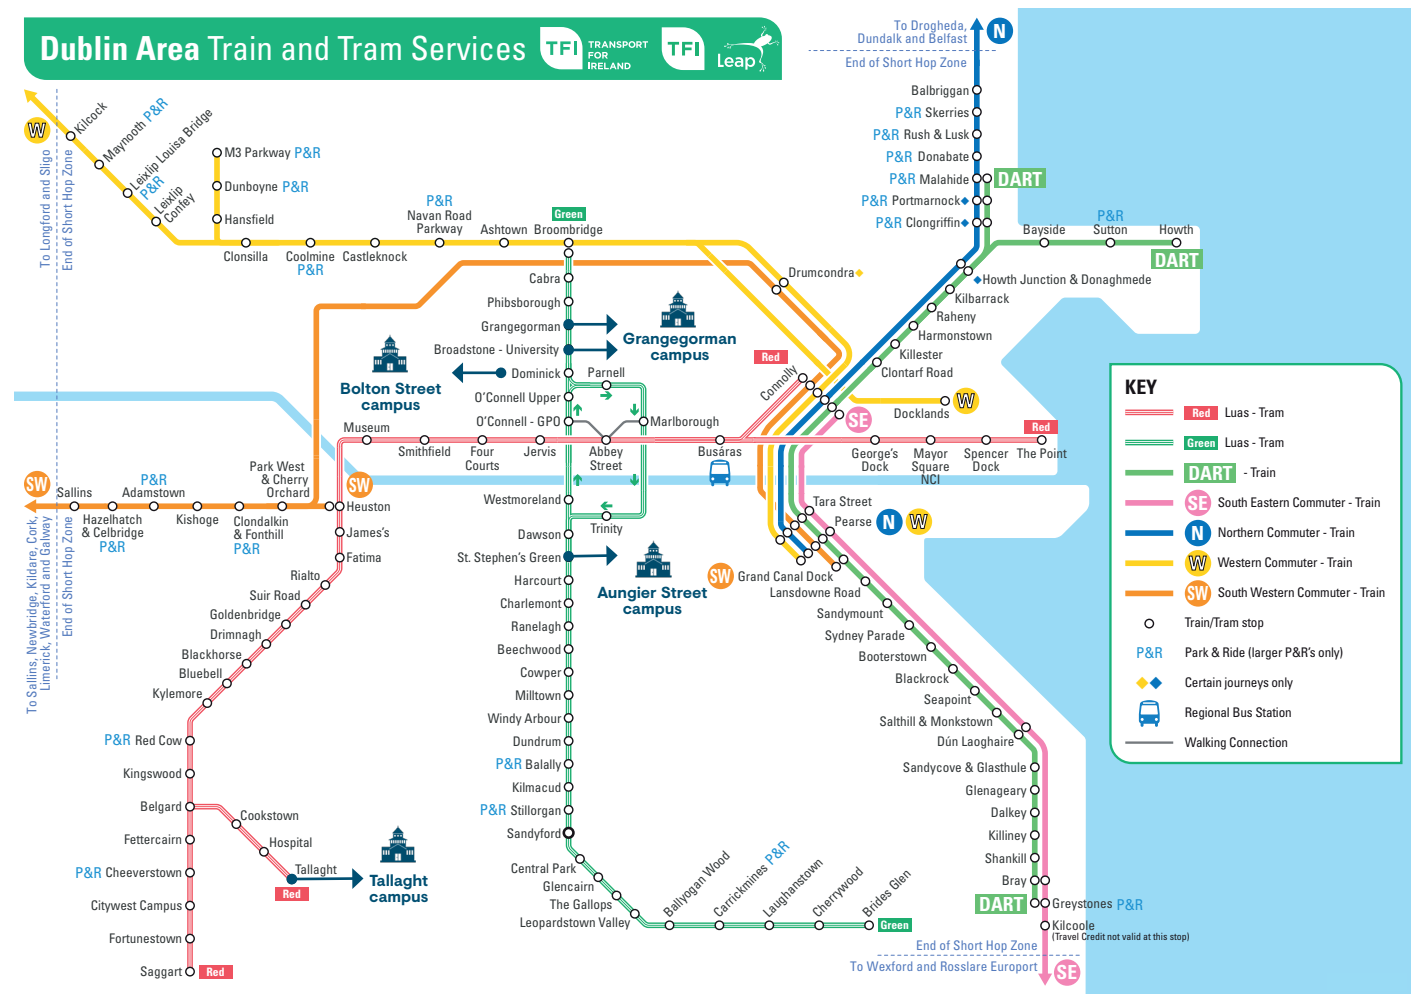 Dublin Area Train and Tram Services
TFI
TRANSPORT
FOR
IRELAND
TFI
Leap
To Drogheda,
Dundalk and Belfast
N
End of Short Hop Zone
Balbriggan
P&R Skerries
P&R Rush & Lusk
P&R Donabate
P&R Malahide
DART
P&R Portmarnock
P&R Clongriffin
Bayside
P&R
Sutton
Howth
DART
Howth Junction & Donaghmede
Kilbarrack
Raheny
Harmonstown
Killester
Clontarf Road
W
Kilcock
Maynooth P&R
Leixlip Louisa Bridge
P&R
Leixlip
Confey
To Longford and Sligo
End of Short Hop Zone
M3 Parkway P&R
Dunboyne P&R
Hansfield
Clonsilla
Coolmine
P&R
Castleknock
P&R
Navan Road
Parkway
Ashtown
Green
Broombridge
Drumcondra
Cabra
Phibsborough
Grangegorman
Broadstone - University
Dominick
Parnell
O'Connell Upper
O'Connell - GPO
Marlborough
Grangegorman
campus
Bolton Street
campus
Red
Connolly
Docklands
W
SE
Museum
Smithfield
Four
Courts
Jervis
Abbey
Street
Busáras
George's
Dock
Mayor
Square
NCI
Spencer
Dock
Red
The Point
SW
Sallins
Hazelhatch
& Celbridge
P&R
P&R
Adamstown
Kishoge
Clondalkin
& Fonthill
P&R
Park West
& Cherry
Orchard
SW
Heuston
James's
Fatima
Rialto
Suir Road
Goldenbridge
Drimnagh
Blackhorse
Bluebell
Kylemore
P&R Red Cow
Kingswood
Belgard
Cookstown
Hospital
Tallaght
Red
Tallaght
campus
Fettercairn
P&R Cheeverstown
Citywest Campus
Fortunestown
Saggart
Red
To Sallins, Newbridge, Kildare, Cork,
Limerick, Waterford and Galway
End of Short Hop Zone
Westmoreland
Trinity
Dawson
St. Stephen's Green
Aungier Street
campus
Harcourt
Charlemont
Ranelagh
Beechwood
Cowper
Milltown
Windy Arbour
Dundrum
P&R Balally
Kilmacud
P&R Stillorgan
Sandyford
Central Park
Glencairn
The Gallops
Leopardstown Valley
Ballyogan Wood
Carrickmines P&R
Laughanstown
Cherrywood
Brides Glen
Green
Tara Street
Pearse
N
W
SW
Grand Canal Dock
Lansdowne Road
Sandymount
Sydney Parade
Booterstown
Blackrock
Seapoint
Salthill & Monkstown
Dún Laoghaire
Sandycove & Glasthule
Glenageary
Dalkey
Killiney
Shankill
Bray
DART
Greystones P&R
Kilcoole
(Travel Credit not valid at this stop)
End of Short Hop Zone
To Wexford and Rosslare Europort
SE
KEY
Red Luas - Tram
Green Luas - Tram
DART - Train
SE South Eastern Commuter - Train
N Northern Commuter - Train
W Western Commuter - Train
SW South Western Commuter - Train
Train/Tram stop
P&R Park & Ride (larger P&R's only)
Certain journeys only
Regional Bus Station
Walking Connection